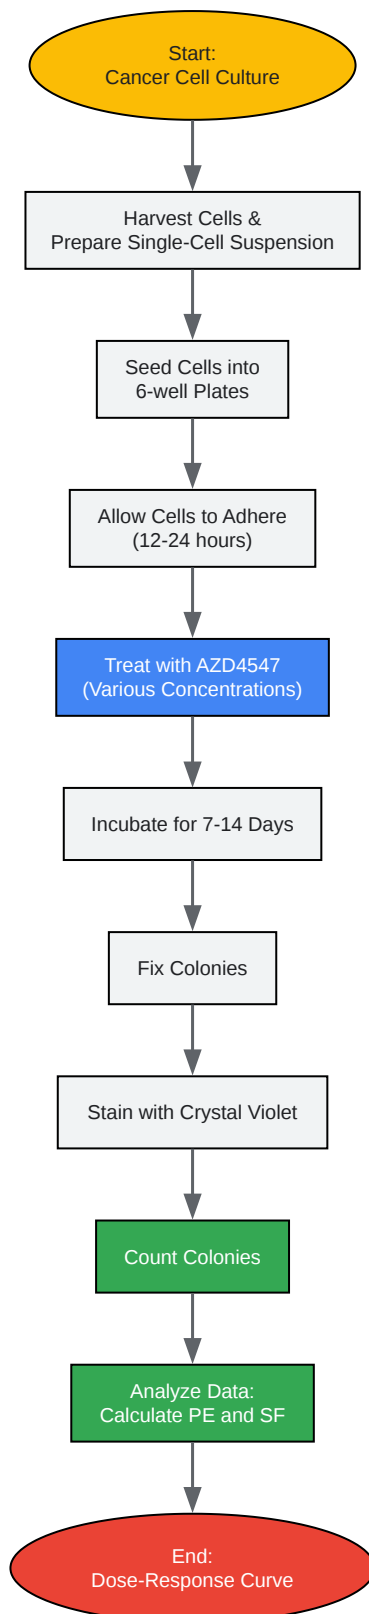 Start:
Cancer Cell Culture
Harvest Cells &
Prepare Single-Cell Suspension
Seed Cells into
6-well Plates
Allow Cells to Adhere
(12-24 hours)
Treat with AZD4547
(Various Concentrations)
Incubate for 7-14 Days
Fix Colonies
Stain with Crystal Violet
Count Colonies
Analyze Data:
Calculate PE and SF
End:
Dose-Response Curve